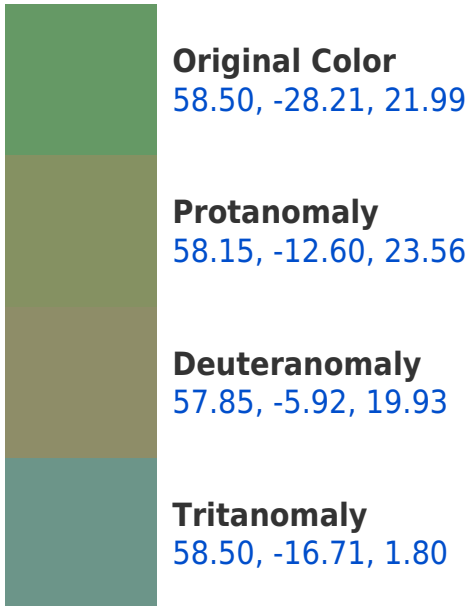 Original Color
58.50, -28.21, 21.99
Protanomaly
58.15, -12.60, 23.56
Deuteranomaly
57.85, -5.92, 19.93
Tritanomaly
58.50, -16.71, 1.80